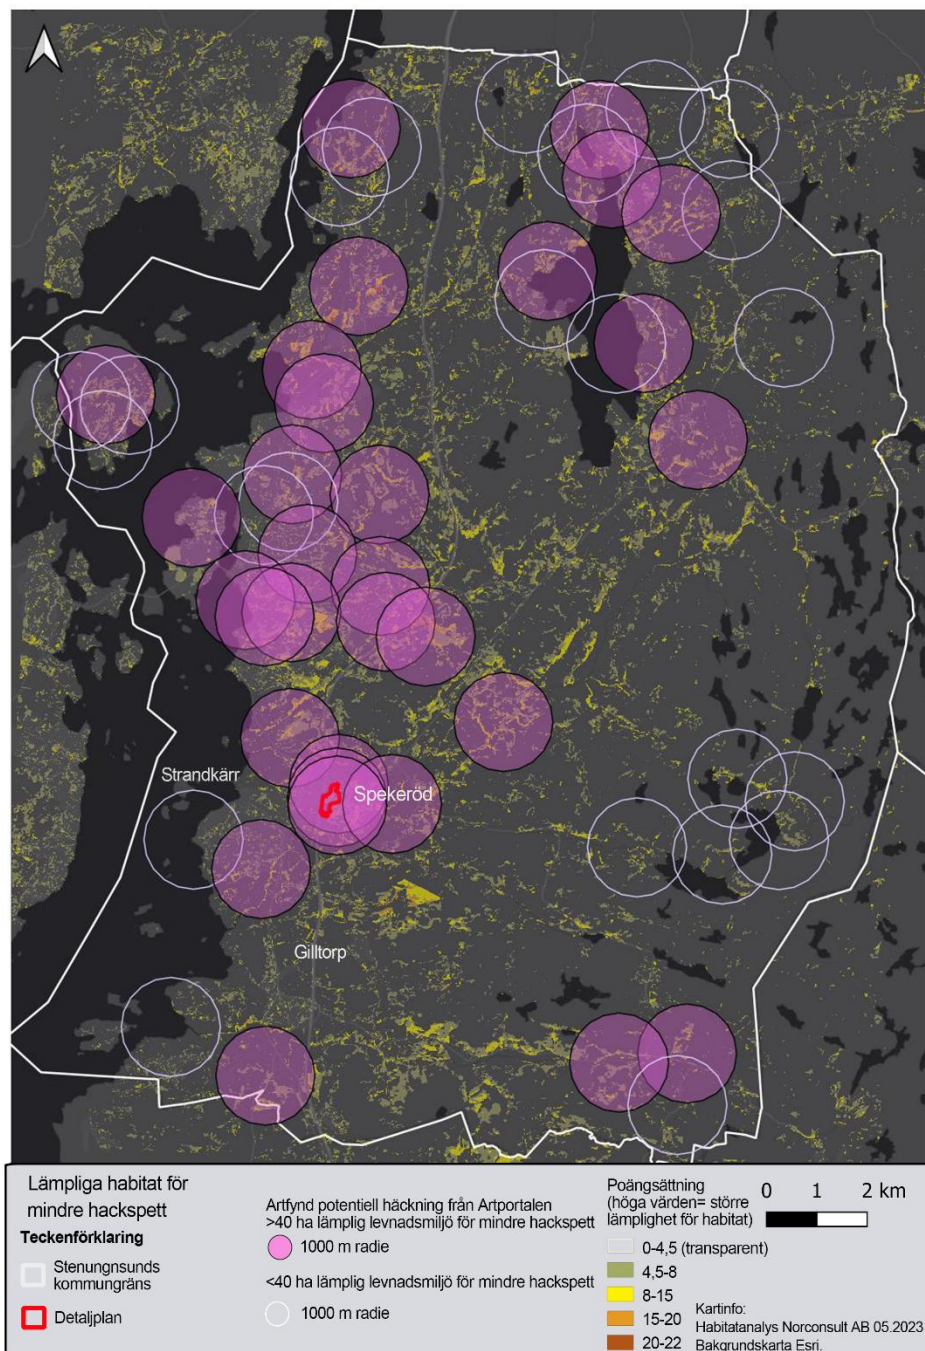 Strandkärr
Spekeröd
Gilltorp
Lämpliga habitat för
mindre hackspett
Teckenförklaring
Stenungsunds
kommungräns
Detaljplan
Artfynd potentiell häckning från Artportalen
>40 ha lämplig levnadsmiljö för mindre hackspett
1000 m radie
<40 ha lämplig levnadsmiljö för mindre hackspett
1000 m radie
Poängsättning
(höga värden= större
lämplighet för habitat)
0-4,5 (transparent)
4,5-8
8-15
15-20
20-22
0 1 2 km
Kartinfo:
Habitatanalys Norconsult AB 05.2023
Bakgrundskarta Esri.